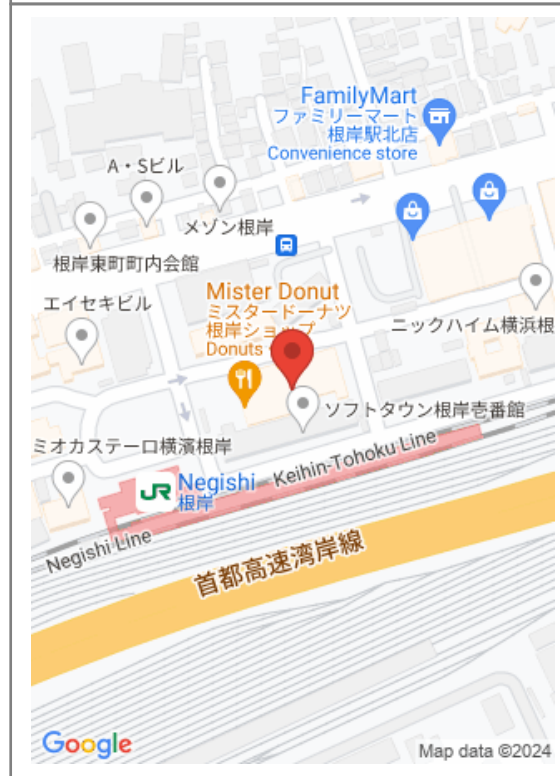 FamilyMart
ファミリーマート
根岸駅北店
Convenience store
A・Sビル
メゾン根岸
根岸東町町内会館
Mister Donut
ミスタードーナツ
根岸ショップ
Donuts
エイセキビル
ニックハイム横浜根
ソフトタウン根岸壱番館
ミオカステーロ横濱根岸
JR
Negishi
根岸
Keihin-Tohoku Line
Negishi Line
首都高速湾岸線
Google
Map data ©2024